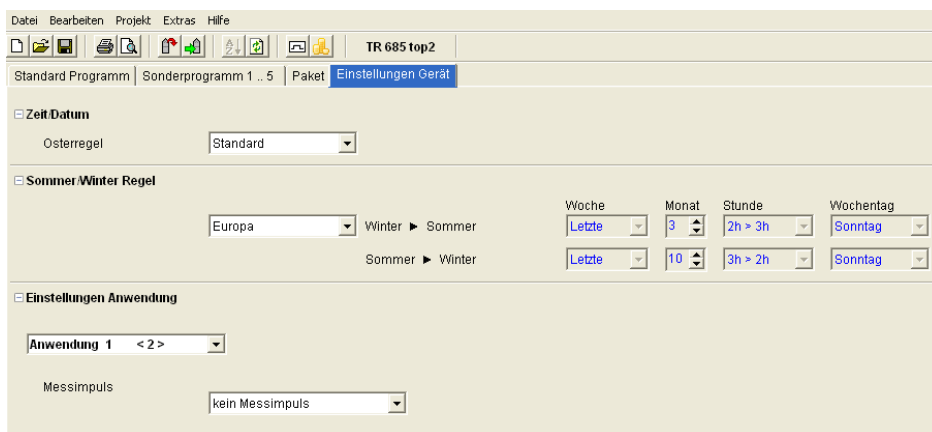 Datei Bearbeiten Projekt Extras Hilfe
TR 685 top2
Standard Programm Sonderprogramm 1 .. 5 Paket Einstellungen Gerät
Zeit/Datum
Osterregel Standard
Sommer/Winter Regel
Woche Monat Stunde Wochentag
Europa Winter ► Sommer Letzte 3 2h > 3h Sonntag
Sommer ► Winter Letzte 10 3h > 2h Sonntag
Einstellungen Anwendung
Anwendung 1 < 2 >
Messimpuls
kein Messimpuls